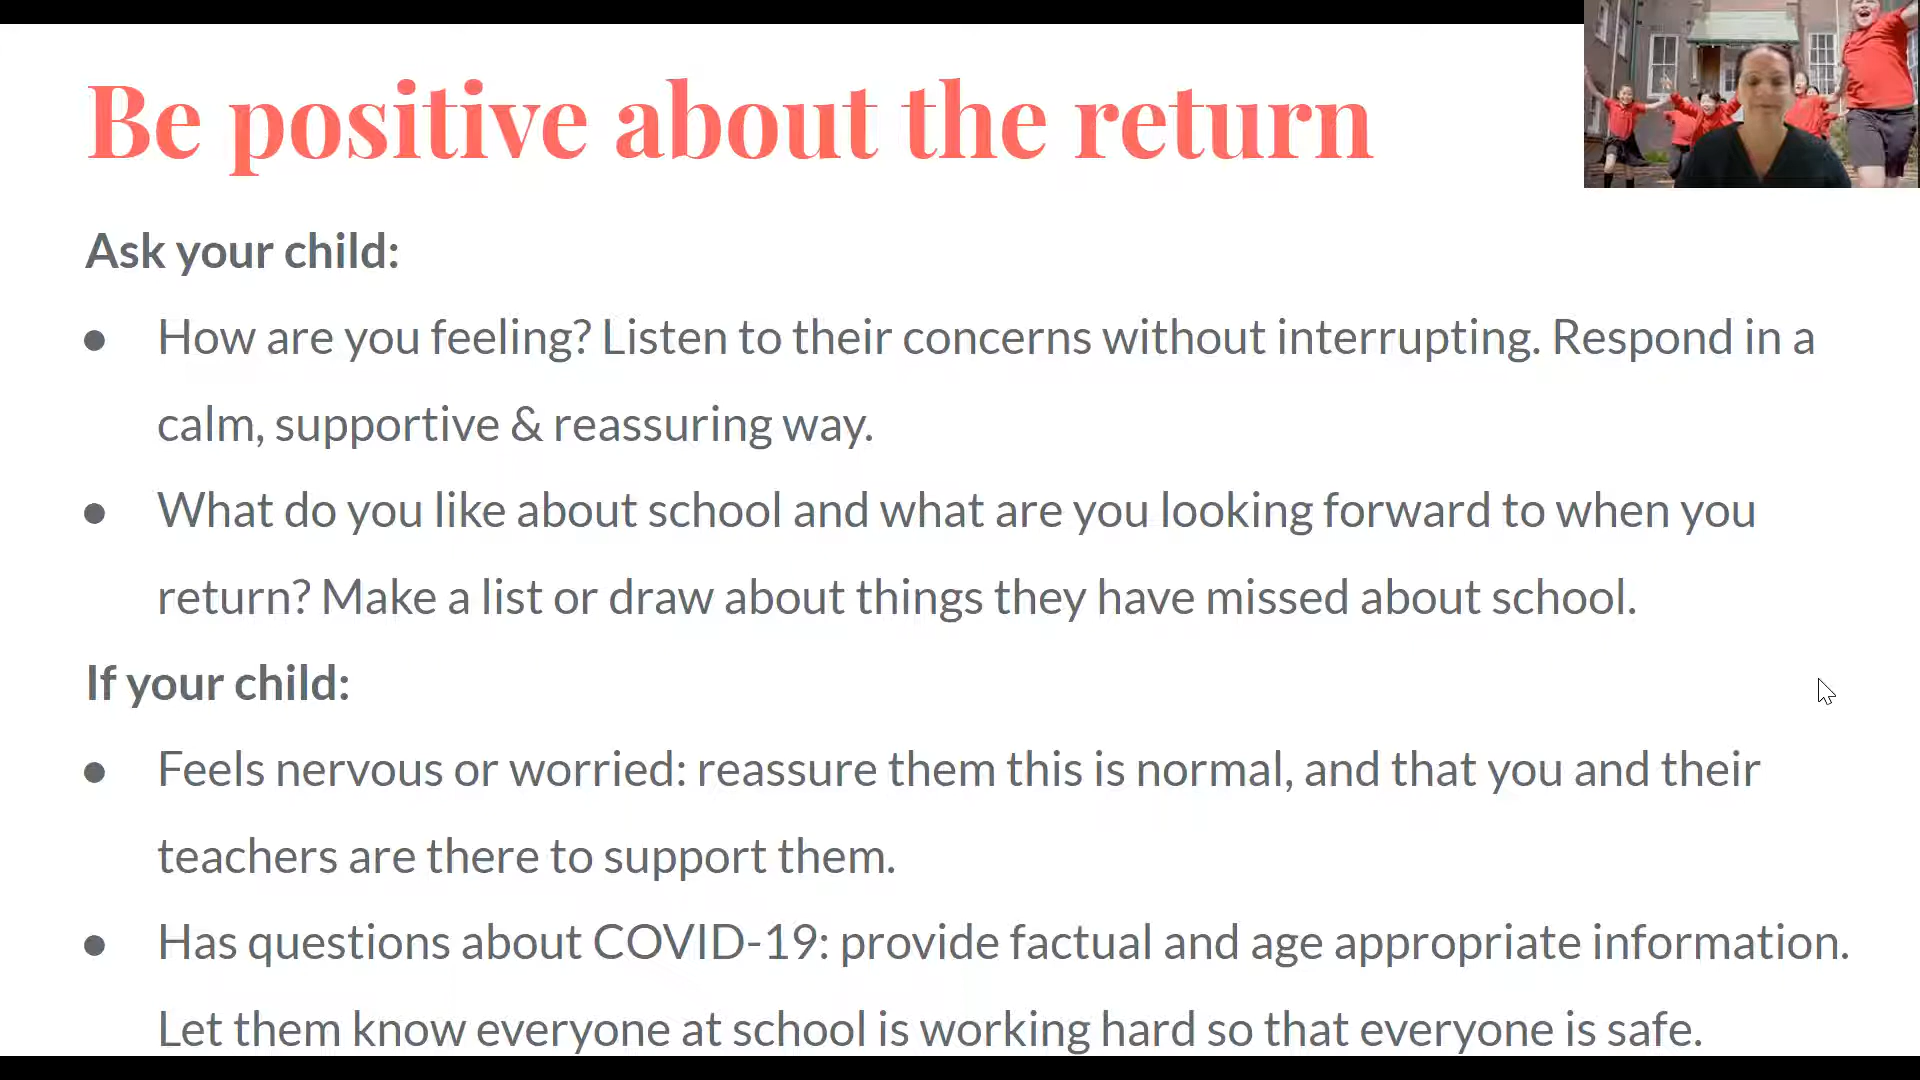 Be positive about the return
Ask your child:
● How are you feeling? Listen to their concerns without interrupting. Respond in a
calm, supportive & reassuring way.
● What do you like about school and what are you looking forward to when you
return? Make a list or draw about things they have missed about school.
If your child:
● Feels nervous or worried: reassure them this is normal, and that you and their
teachers are there to support them.
● Has questions about COVID-19: provide factual and age appropriate information.
Let them know everyone at school is working hard so that everyone is safe.